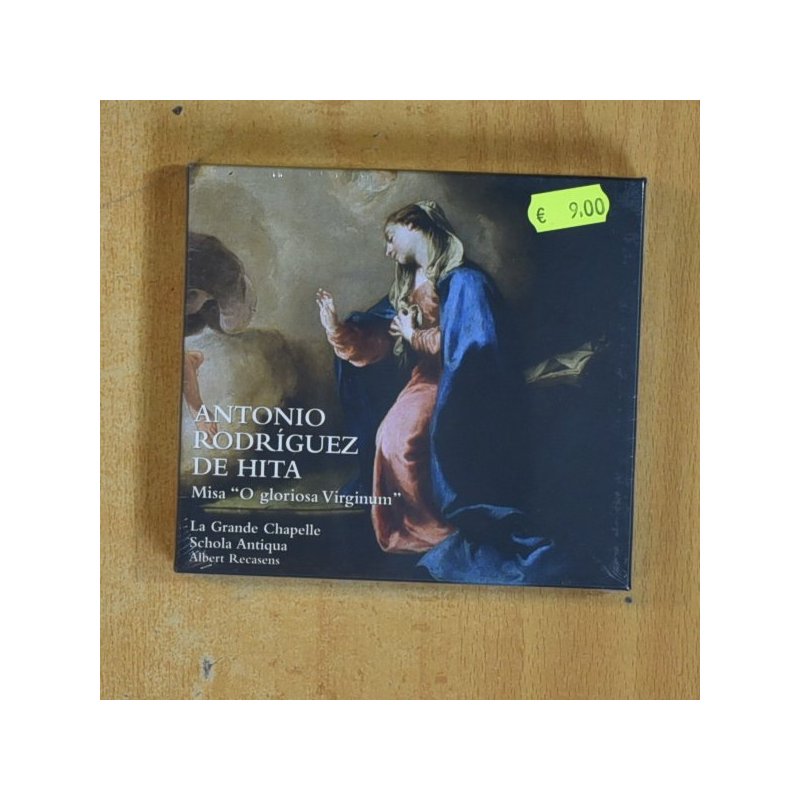 € 9.00
ANTONIO
RODRÍGUEZ
DE HITA
Misa “O gloriosa Virginum”
La Grande Chapelle
Schola Antiqua
Albert Recasens